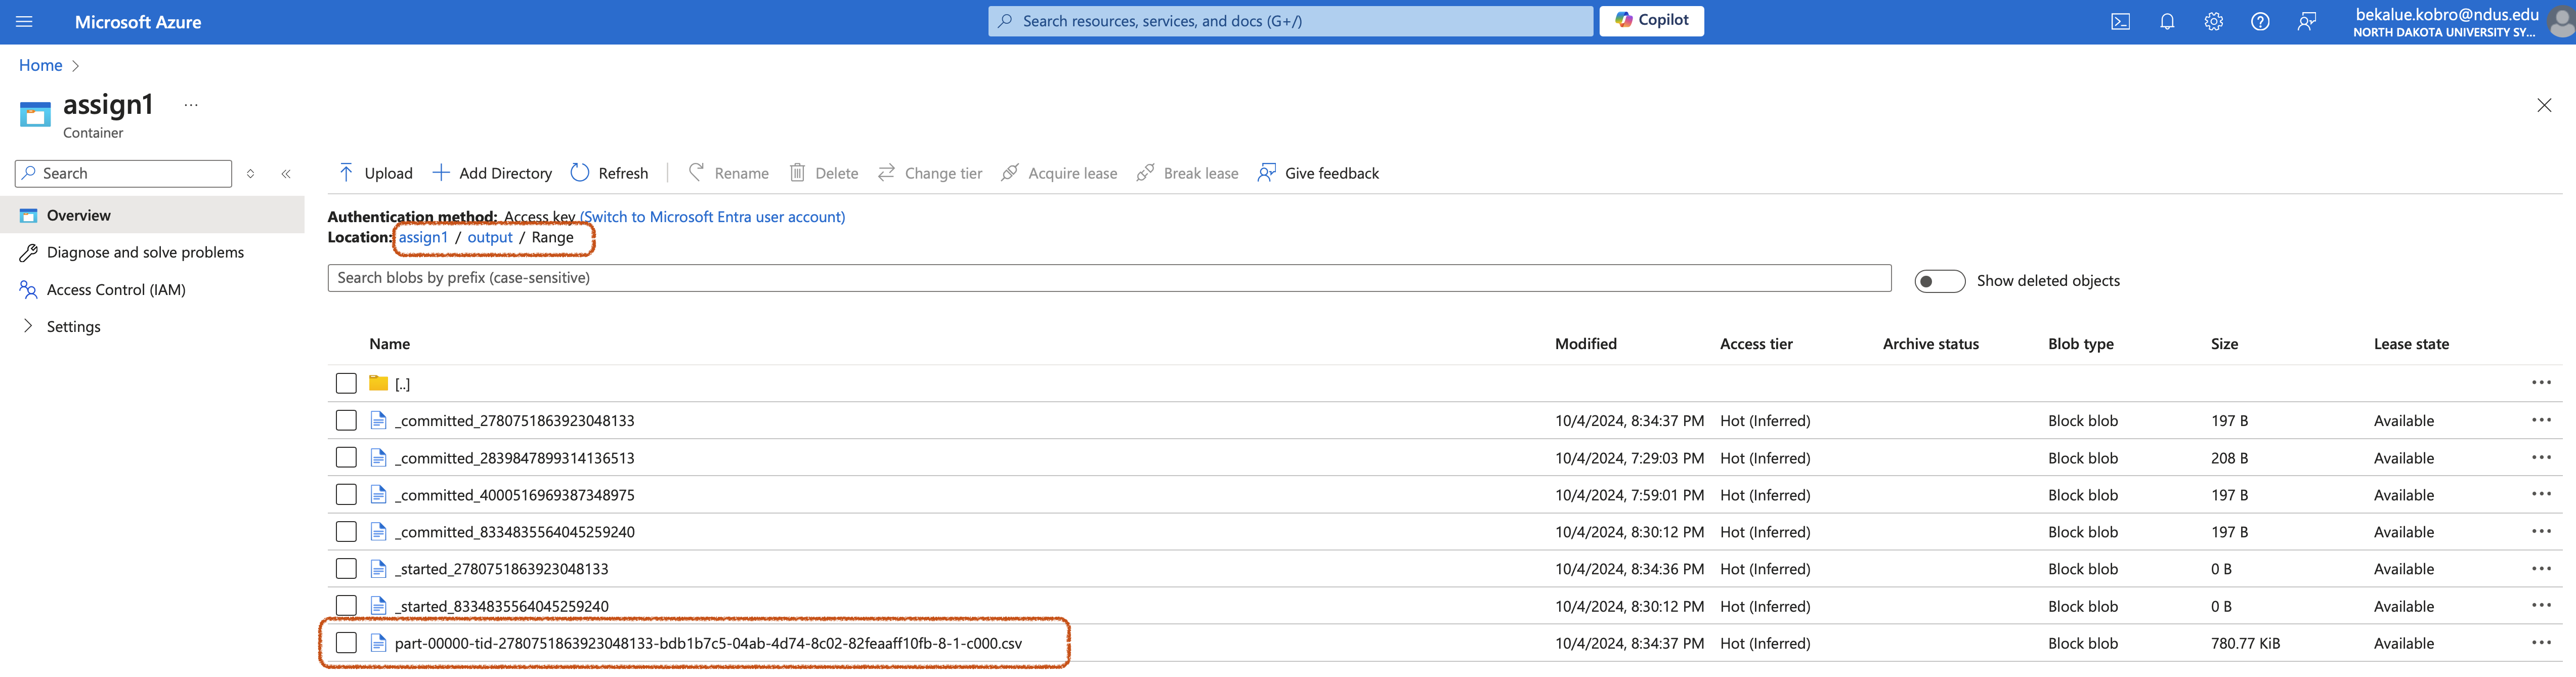 Microsoft Azure
Search resources, services, and docs (G+/)
Copilot
bekalue.kobro@ndus.edu
NORTH DAKOTA UNIVERSITY SY...
Home
assign1 ...
Container
Search
Upload Add Directory Refresh Rename Delete Change tier Acquire lease Break lease Give feedback
Overview
Diagnose and solve problems
Access Control (IAM)
Settings
Authentication method: Access key (Switch to Microsoft Entra user account)
Location: assign1 / output / Range
Search blobs by prefix (case-sensitive)
Show deleted objects
Name Modified Access tier Archive status Blob type Size Lease state
[..]
_committed_2780751863923048133 10/4/2024, 8:34:37 PM Hot (Inferred) Block blob 197 B Available
_committed_2839847899314136513 10/4/2024, 7:29:03 PM Hot (Inferred) Block blob 208 B Available
_committed_4000516969387348975 10/4/2024, 7:59:01 PM Hot (Inferred) Block blob 197 B Available
_committed_8334835564045259240 10/4/2024, 8:30:12 PM Hot (Inferred) Block blob 197 B Available
_started_2780751863923048133 10/4/2024, 8:34:36 PM Hot (Inferred) Block blob 0 B Available
_started_8334835564045259240 10/4/2024, 8:30:12 PM Hot (Inferred) Block blob 0 B Available
part-00000-tid-2780751863923048133-bdb1b7c5-04ab-4d74-8c02-82feaaff10fb-8-1-c000.csv 10/4/2024, 8:34:37 PM Hot (Inferred) Block blob 780.77 KiB Available